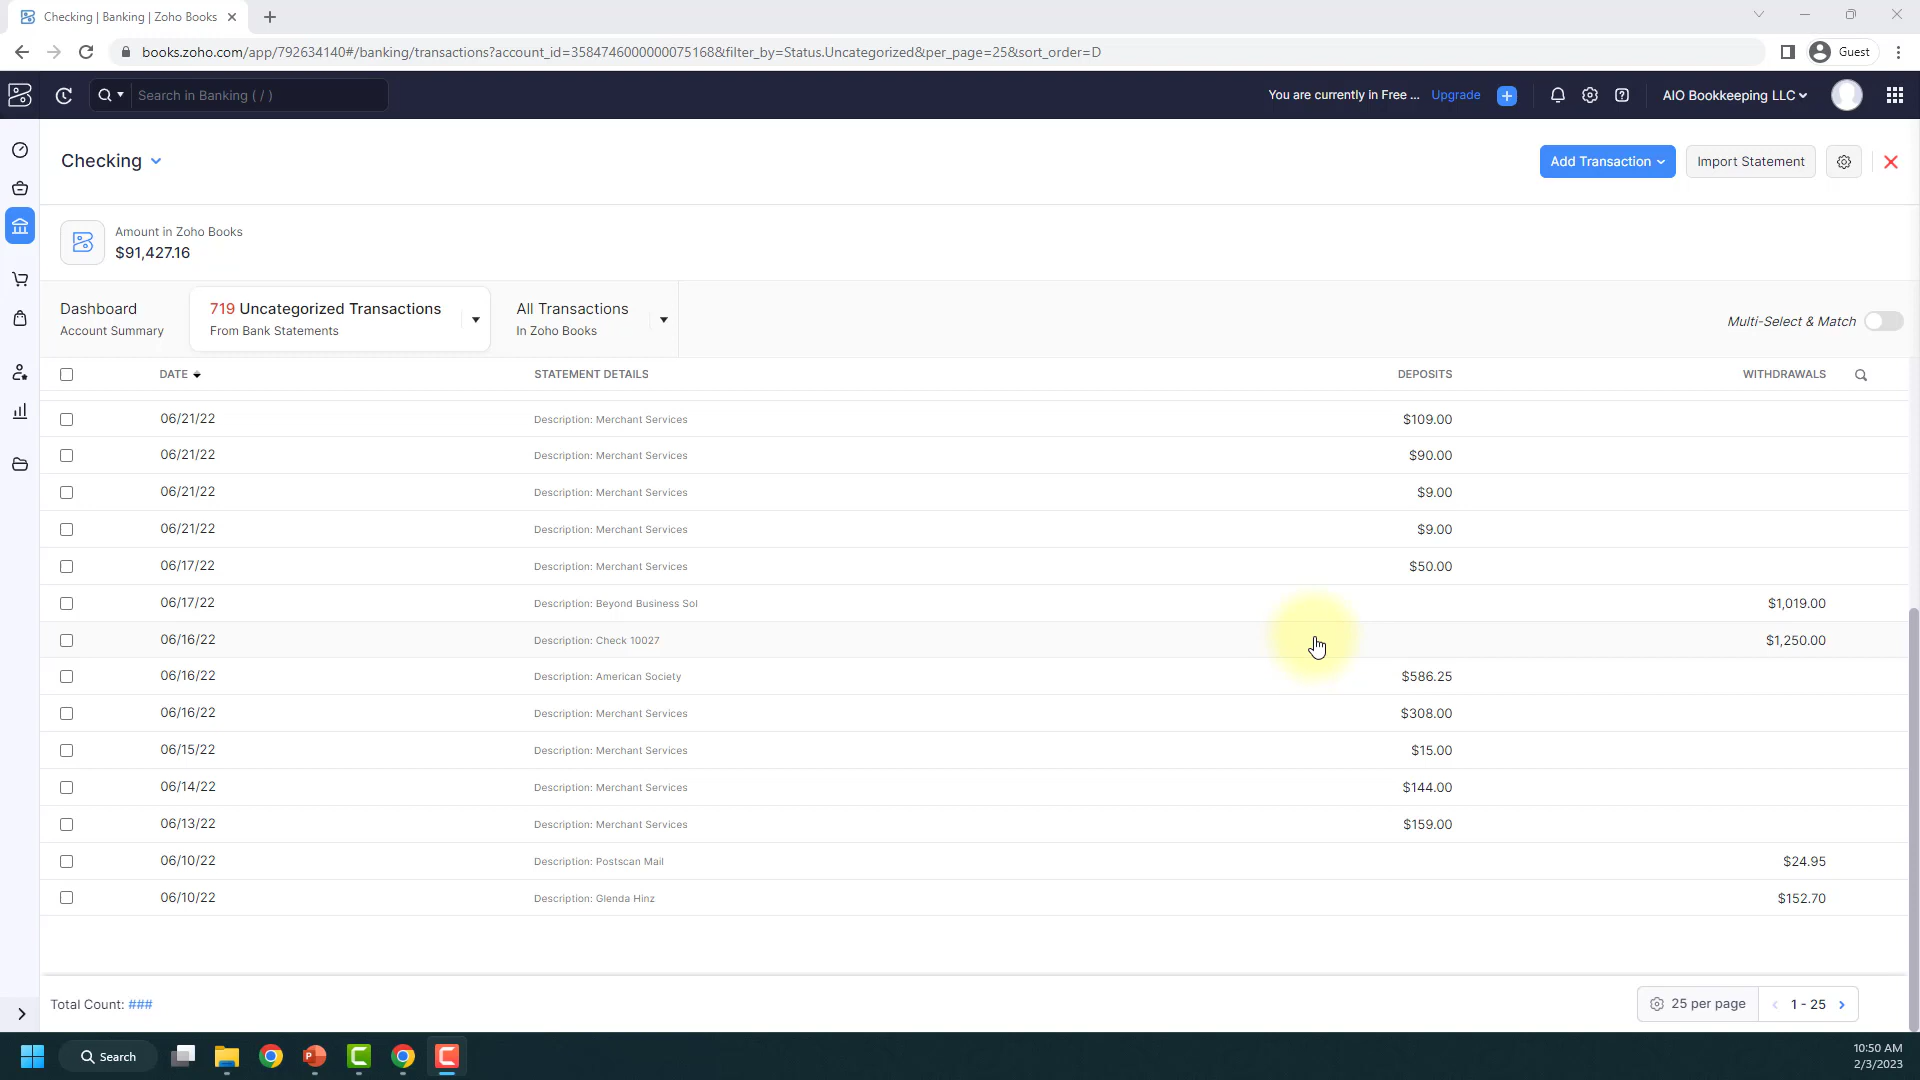 Checking | Banking | Zoho Books
books.zoho.com/app/792634140#/banking/transactions?account_id=3584746000000075168&filter_by=Status.Uncategorized&per_page=25&sort_order=D
Guest
Search in Banking ( / )
You are currently in Free ...
Upgrade
AIO Bookkeeping LLC
Checking
Add Transaction
Import Statement
Amount in Zoho Books
$91,427.16
Dashboard
Account Summary
719 Uncategorized Transactions
From Bank Statements
All Transactions
In Zoho Books
Multi-Select & Match
DATE STATEMENT DETAILS DEPOSITS WITHDRAWALS
06/21/22 Description: Merchant Services $109.00
06/21/22 Description: Merchant Services $90.00
06/21/22 Description: Merchant Services $9.00
06/21/22 Description: Merchant Services $9.00
06/17/22 Description: Merchant Services $50.00
06/17/22 Description: Beyond Business Sol $1,019.00
06/16/22 Description: Check 10027 $1,250.00
06/16/22 Description: American Society $586.25
06/16/22 Description: Merchant Services $308.00
06/15/22 Description: Merchant Services $15.00
06/14/22 Description: Merchant Services $144.00
06/13/22 Description: Merchant Services $159.00
06/10/22 Description: Postscan Mail $24.95
06/10/22 Description: Glenda Hinz $152.70
Total Count: ###
25 per page
1 - 25
Search
10:50 AM
2/3/2023